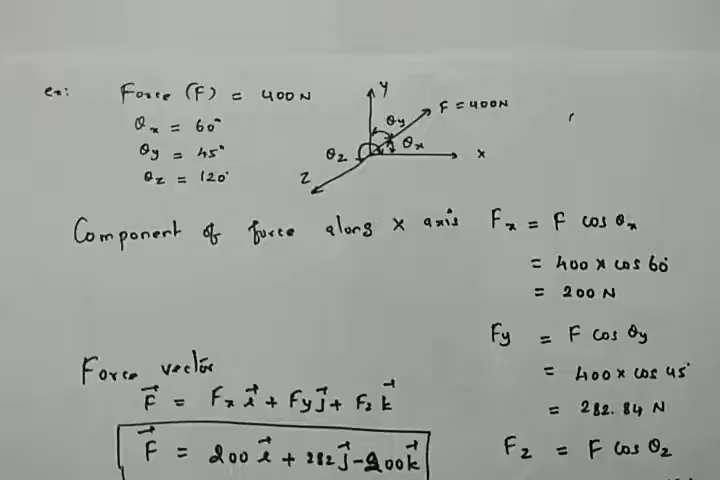 ex: Force (F) = 400N
θx = 60°
θy = 45°
θz = 120°
Y
F = 400N
θy
θx
θz
X
Z
Component of force along X axis Fx = F cos θx
= 400 × cos 60°
= 200 N
Fy = F cos θy
= 400 × cos 45°
= 282.84 N
Fz = F cos θz
Force vector
F⃗ = Fx i⃗ + Fy j⃗ + Fz k⃗
F⃗ = 200 i⃗ + 282 j⃗ - 200 k⃗